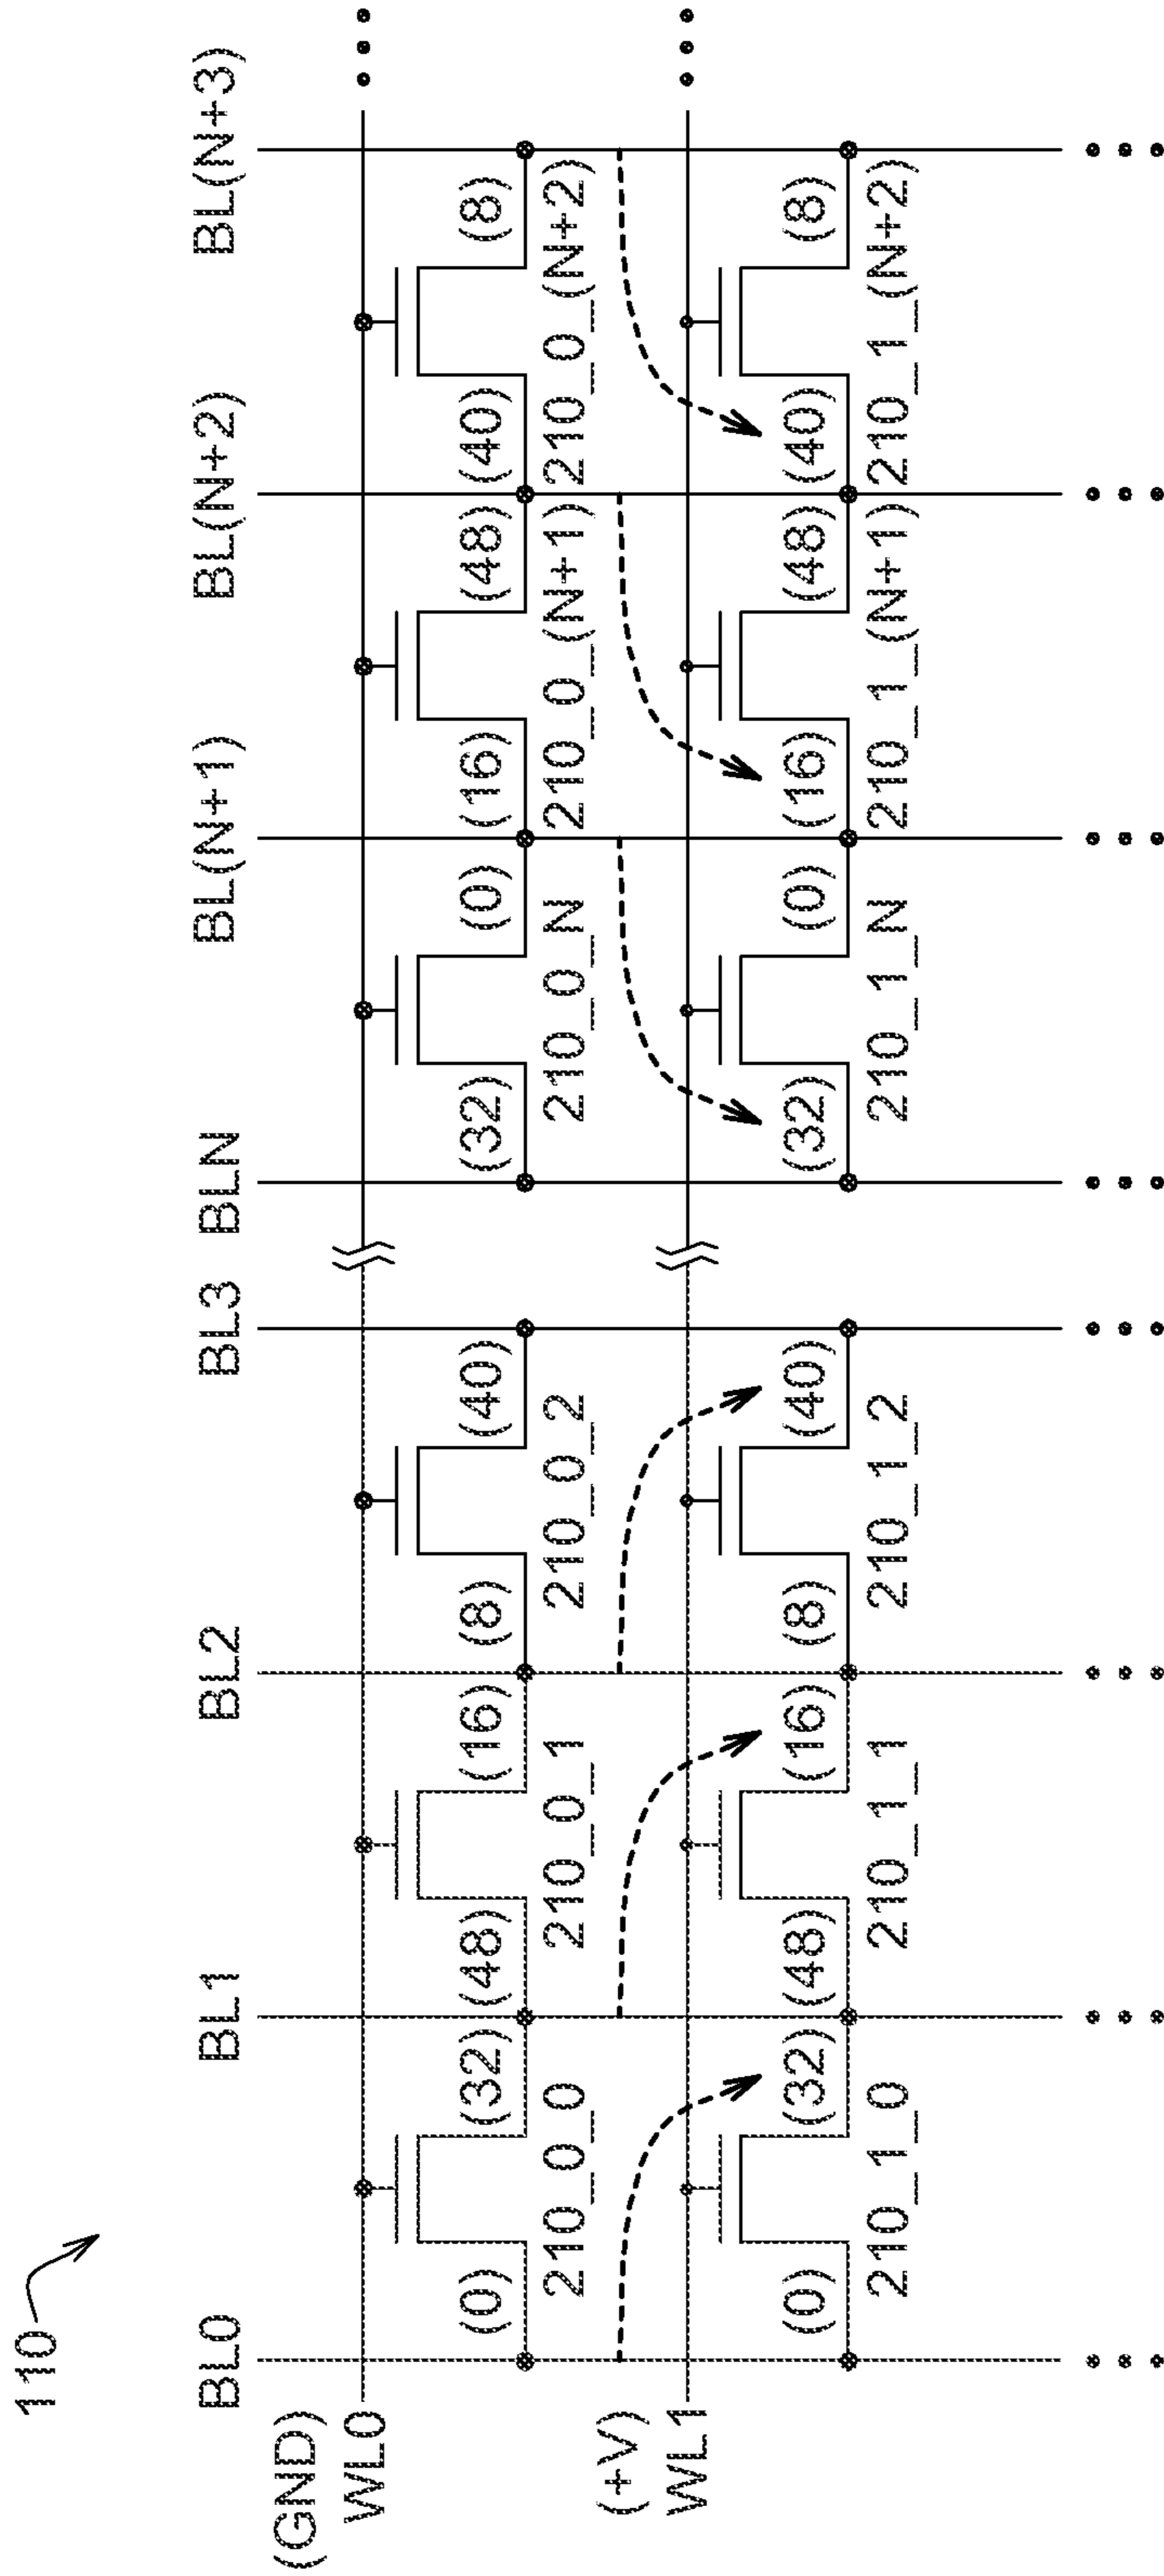 110
BL0 BL1 BL2 BL3 BLN BL(N+1) BL(N+2) BL(N+3)
(GND)
WL0
(0) (32) (48) (16) (8) (40) (32) (0) (16) (48) (40) (8)
210_0_0 210_0_1 210_0_2 210_0_N 210_0_(N+1) 210_0_(N+2)
(+V)
WL1
(0) (32) (48) (16) (8) (40) (32) (0) (16) (48) (40) (8)
210_1_0 210_1_1 210_1_2 210_1_N 210_1_(N+1) 210_1_(N+2)